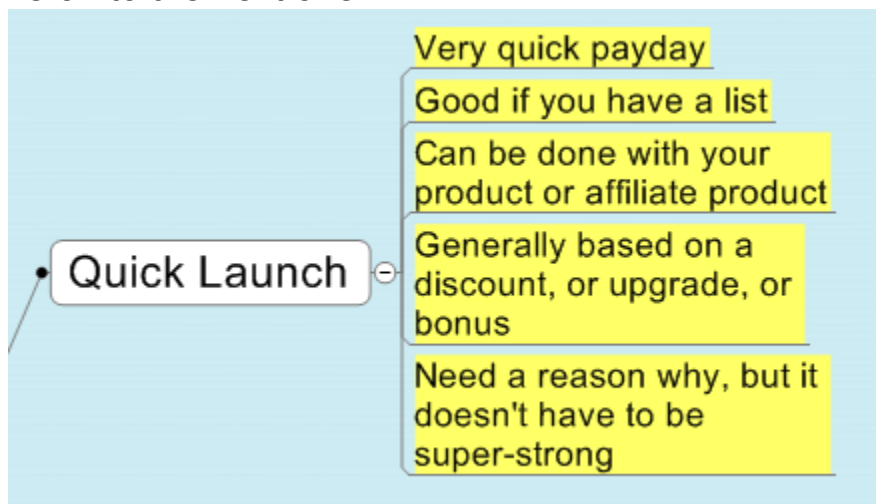 Very quick payday
Good if you have a list
Can be done with your
product or affiliate product
Quick Launch
Generally based on a
discount, or upgrade, or
bonus
Need a reason why, but it
doesn't have to be
super-strong